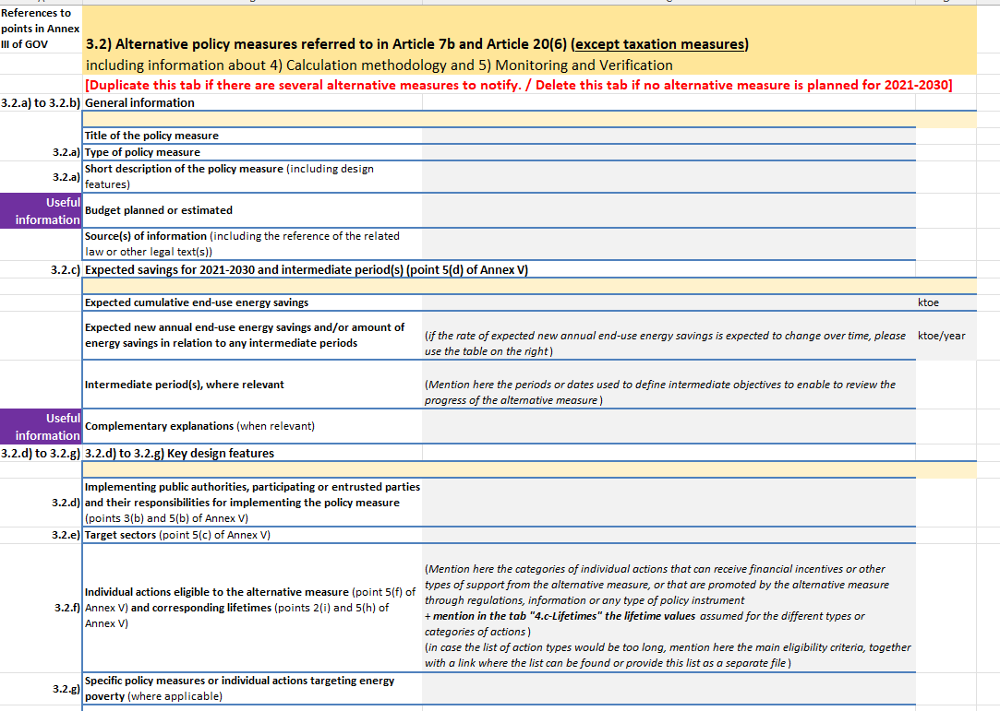 References to
points in Annex
III of GOV
3.2) Alternative policy measures referred to in Article 7b and Article 20(6) (except taxation measures)
including information about 4) Calculation methodology and 5) Monitoring and Verification
[Duplicate this tab if there are several alternative measures to notify. / Delete this tab if no alternative measure is planned for 2021-2030]
3.2.a) to 3.2.b) General information
Title of the policy measure
3.2.a) Type of policy measure
3.2.a) Short description of the policy measure (including design
features)
Useful
information
Budget planned or estimated
Source(s) of information (including the reference of the related
law or other legal text(s))
3.2.c) Expected savings for 2021-2030 and intermediate period(s) (point 5(d) of Annex V)
Expected cumulative end-use energy savings ktoe
Expected new annual end-use energy savings and/or amount of
energy savings in relation to any intermediate periods
(if the rate of expected new annual end-use energy savings is expected to change over time, please
use the table on the right)
ktoe/year
Intermediate period(s), where relevant
(Mention here the periods or dates used to define intermediate objectives to enable to review the
progress of the alternative measure)
Useful
information
Complementary explanations (when relevant)
3.2.d) to 3.2.g) 3.2.d) to 3.2.g) Key design features
3.2.d)
Implementing public authorities, participating or entrusted parties
and their responsibilities for implementing the policy measure
(points 3(b) and 5(b) of Annex V)
3.2.e) Target sectors (point 5(c) of Annex V)
3.2.f)
Individual actions eligible to the alternative measure (point 5(f) of
Annex V) and corresponding lifetimes (points 2(i) and 5(h) of
Annex V)
(Mention here the categories of individual actions that can receive financial incentives or other
types of support from the alternative measure, or that are promoted by the alternative measure
through regulations, information or any type of policy instrument
+ mention in the tab "4.c-Lifetimes" the lifetime values assumed for the different types or
categories of actions)
(in case the list of action types would be too long, mention here the main eligibility criteria, together
with a link where the list can be found or provide this list as a separate file)
3.2.g)
Specific policy measures or individual actions targeting energy
poverty (where applicable)